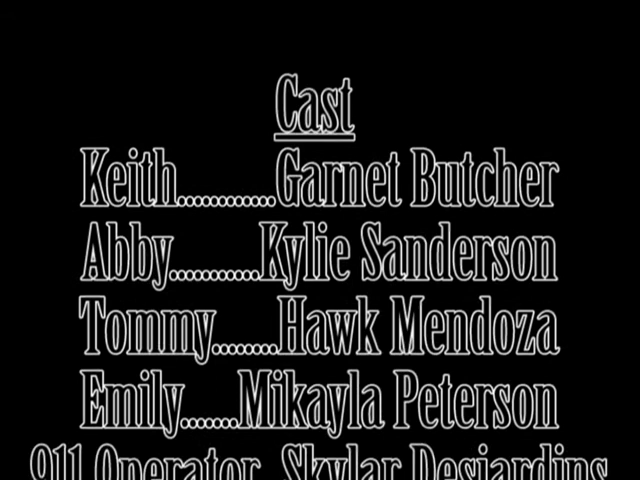 Cast
Keith............Garnet Butcher
Abby...........Kylie Sanderson
Tommy........Hawk Mendoza
Emily.......Mikayla Peterson
911 Operator..Skylar Desjardins